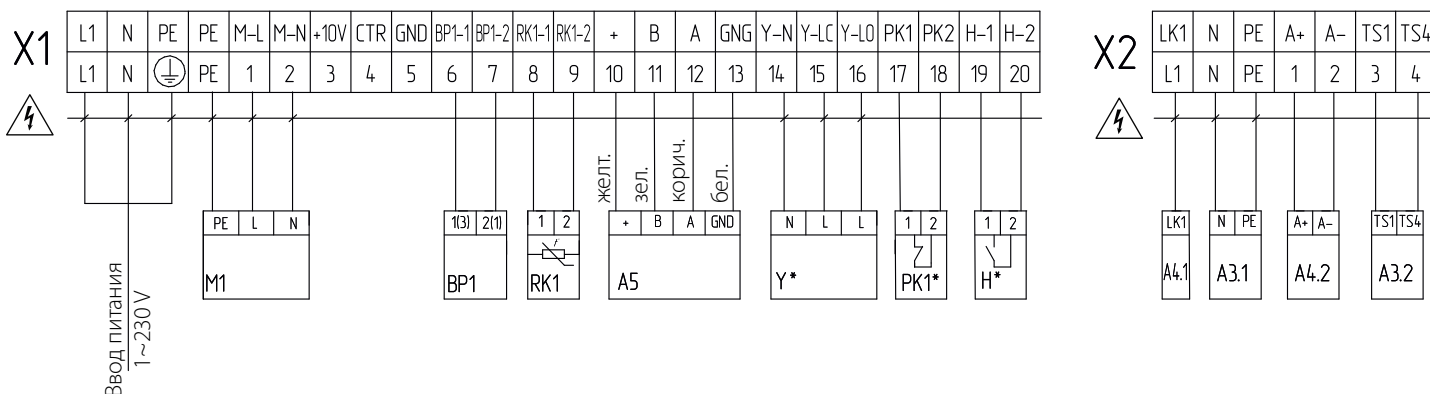 X1
L1 N PE PE M-L M-N +10V CTR GND BP1-1 BP1-2 RK1-1 RK1-2 + B A GNG Y-N Y-LC Y-LO PK1 PK2 H-1 H-2
L1 N PE 1 2 3 4 5 6 7 8 9 10 11 12 13 14 15 16 17 18 19 20
X2
LK1 N PE A+ A- TS1 TS4
L1 N PE 1 2 3 4
желт.
зел.
корич.
бел.
PE L N
M1
1(3) 2(1)
BP1
1 2
RK1
+ B A GND
A5
N L L
Y*
1 2
PK1*
1 2
H*
LK1
A4.1
N PE
A3.1
A+ A-
A4.2
TS1 TS4
A3.2
Ввод питания
1~230 V